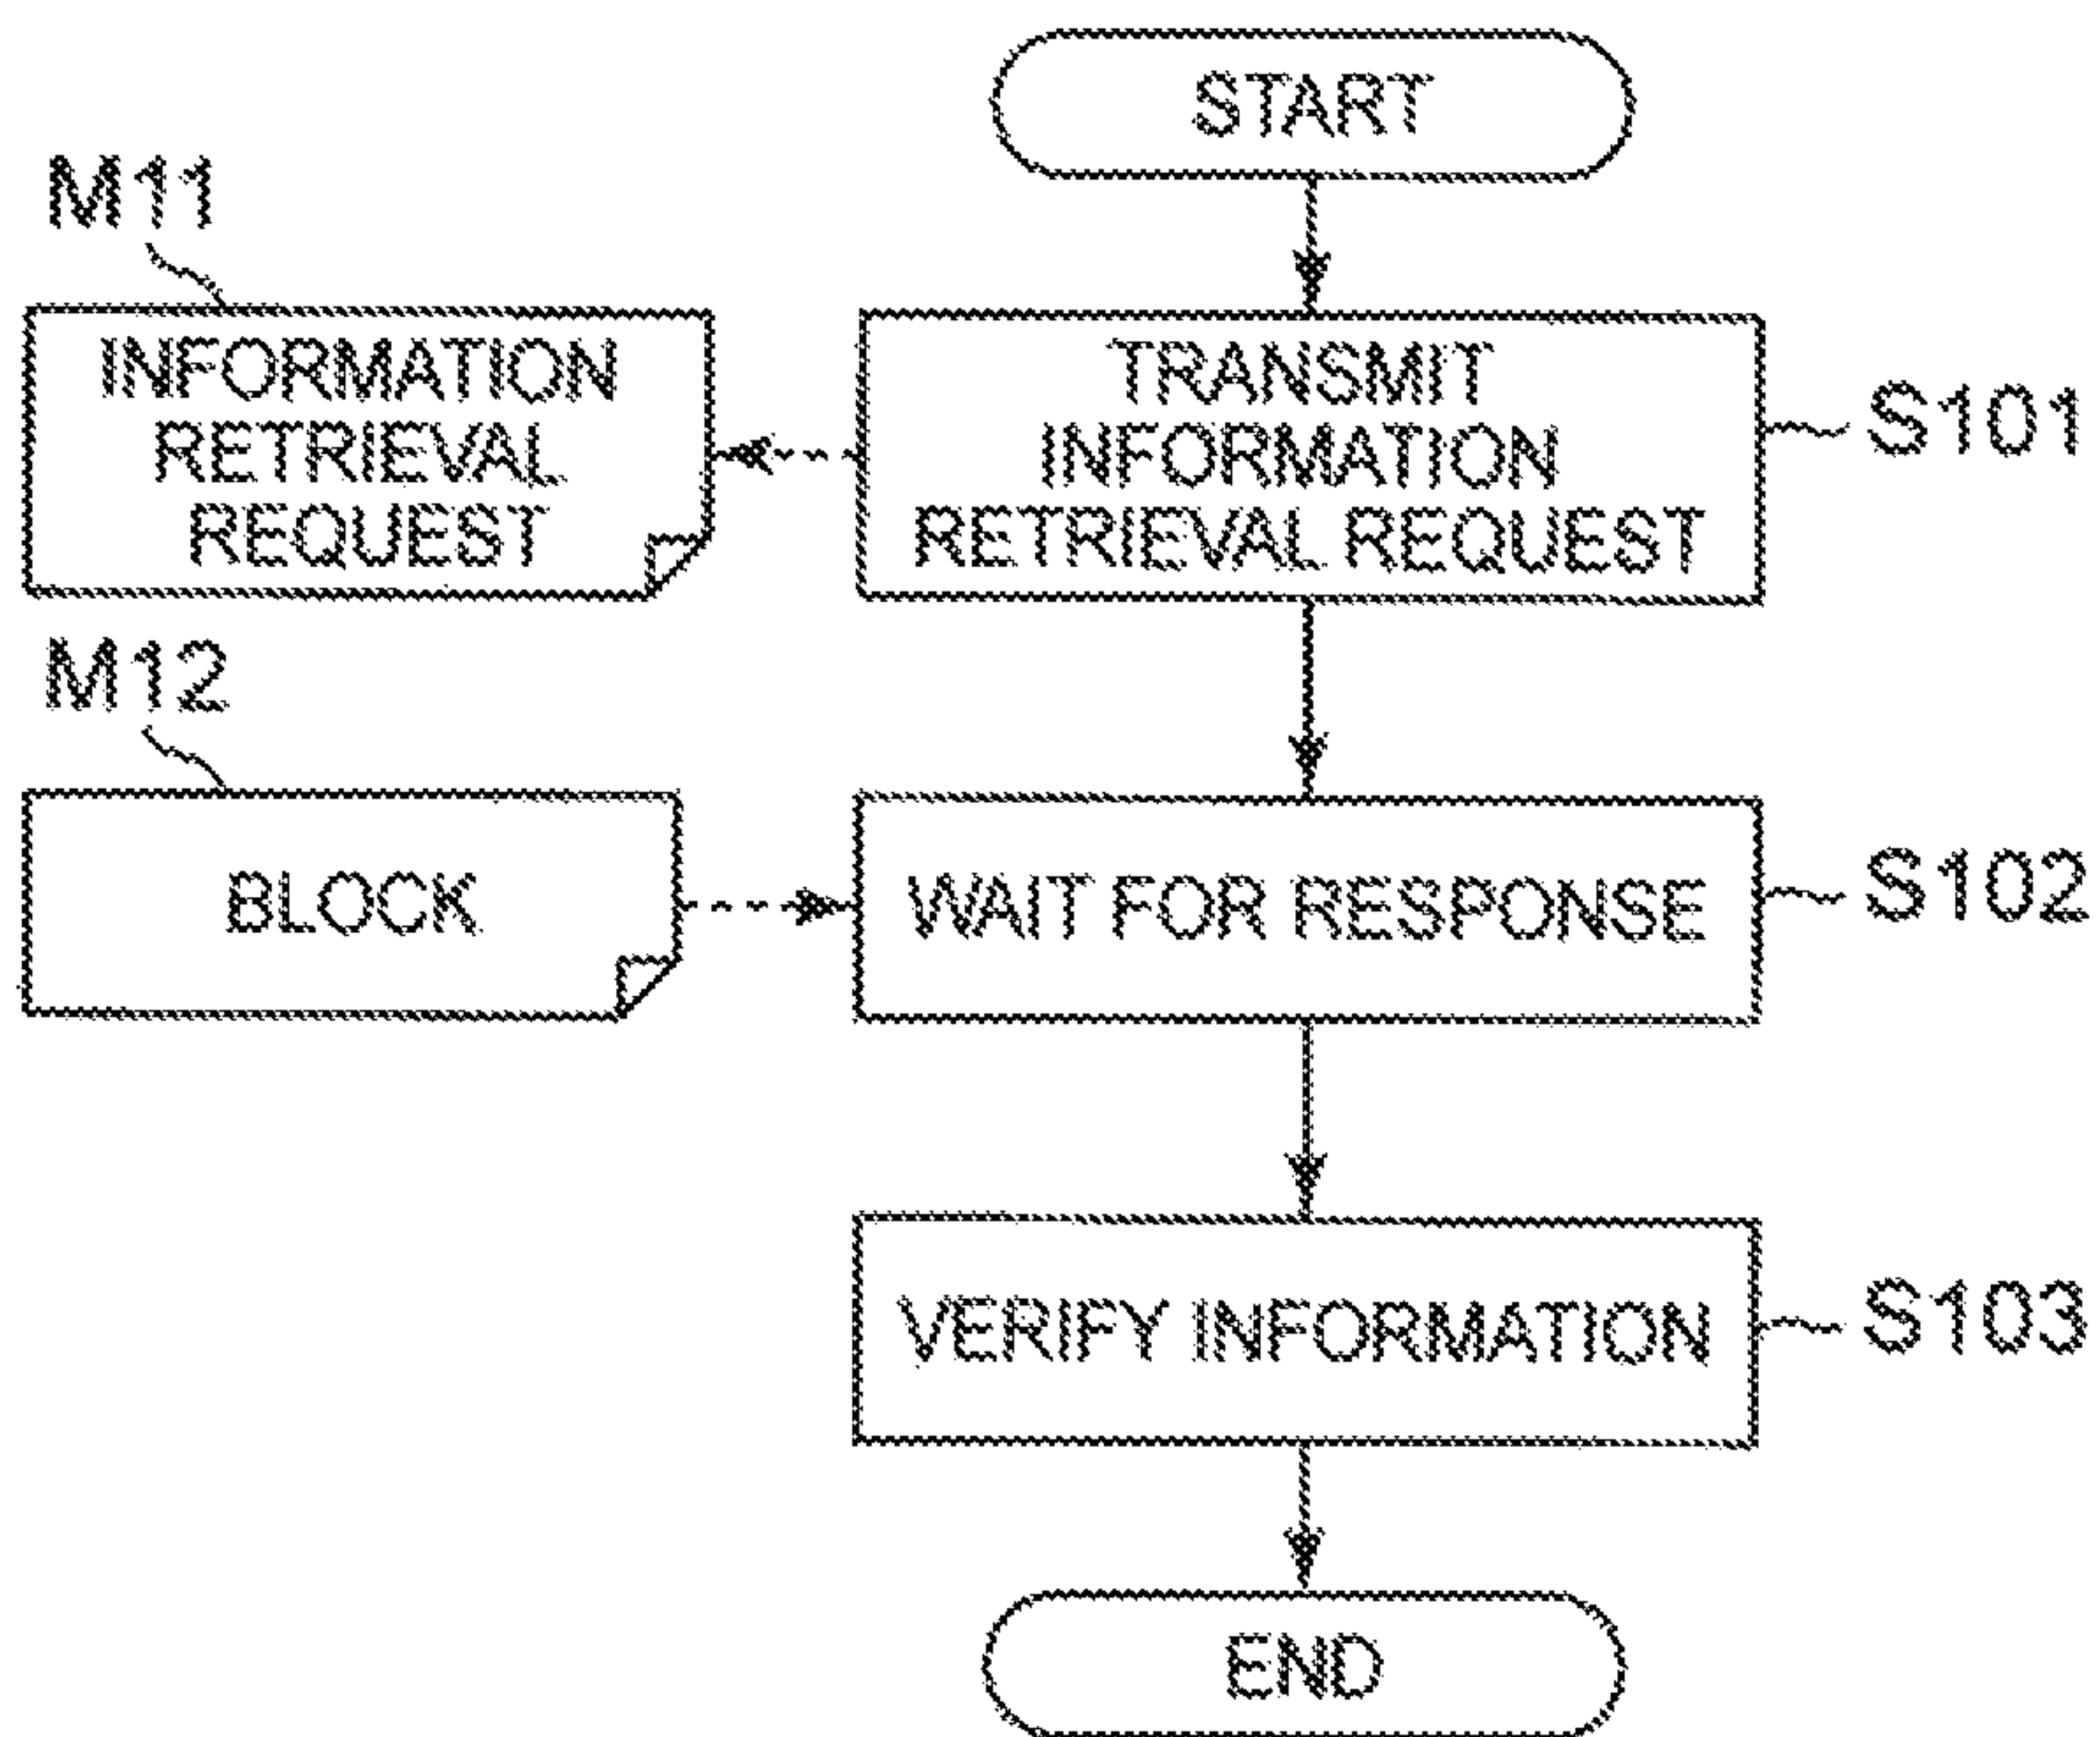 START
M11
INFORMATION
RETRIEVAL
REQUEST
TRANSMIT
INFORMATION
RETRIEVAL REQUEST
S101
M12
BLOCK
WAIT FOR RESPONSE
S102
VERIFY INFORMATION
S103
END